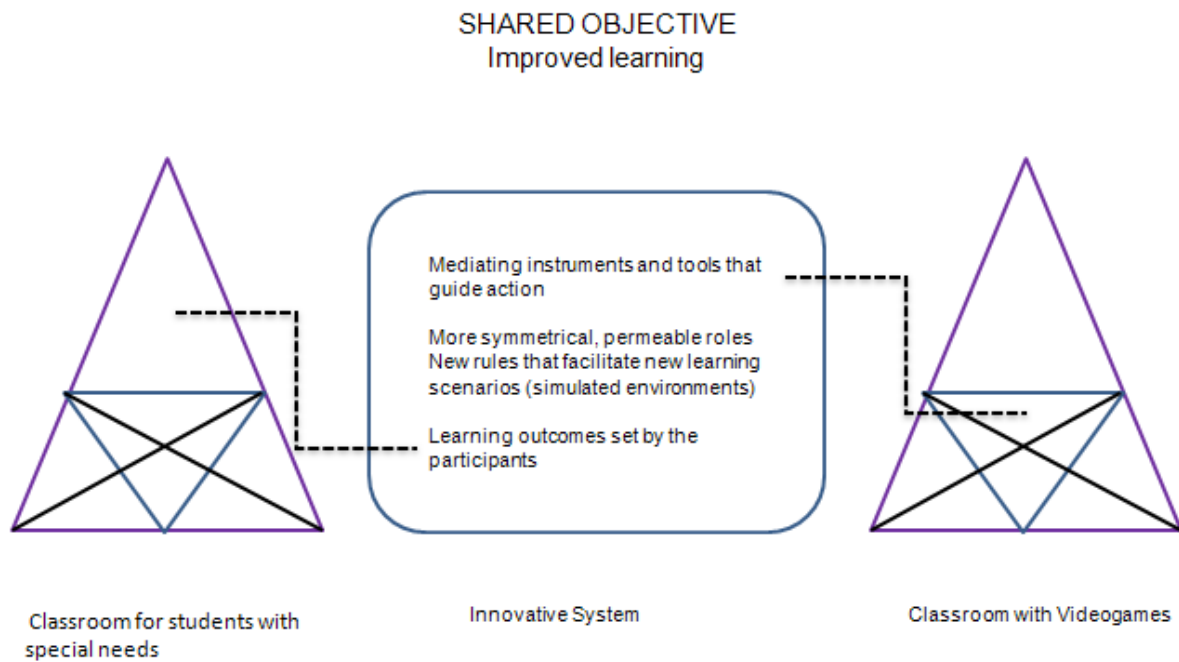 SHARED OBJECTIVE
Improved learning
Mediating instruments and tools that
guide action
More symmetrical, permeable roles
New rules that facilitate new learning
scenarios (simulated environments)
Learning outcomes set by the
participants
Classroom for students with
special needs
Innovative System
Classroom with Videogames